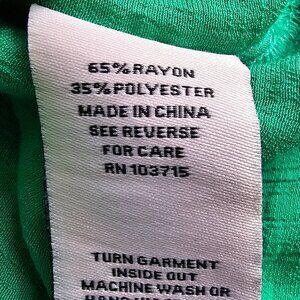 65% RAYON
35% POLYESTER
MADE IN CHINA
SEE REVERSE
FOR CARE
RN 103715
TURN GARMENT
INSIDE OUT
MACHINE WASH OR